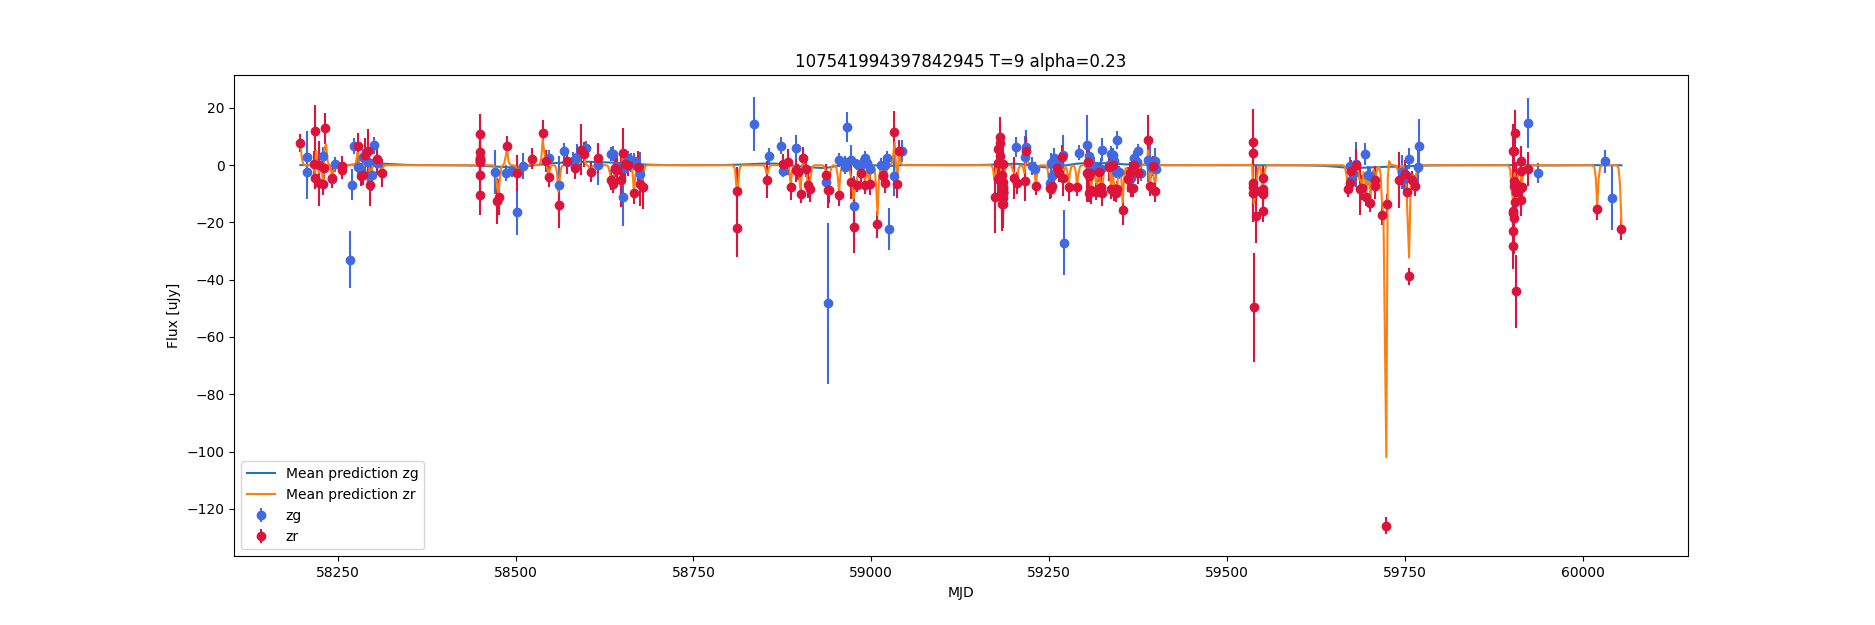 107541994397842945 T=9 alpha=0.23
Flux [uJy]
20
0
−20
−40
−60
−80
−100
−120
Mean prediction zg
Mean prediction zr
zg
zr
58250 58500 58750 59000 59250 59500 59750 60000
MJD